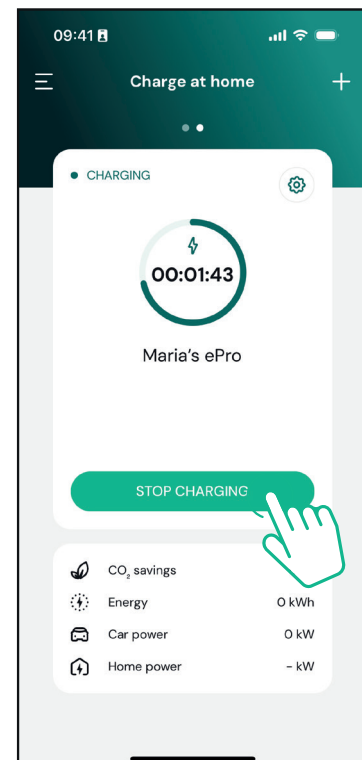 09:41
Charge at home
CHARGING
00:01:43
Maria's ePro
STOP CHARGING
CO₂ savings
Energy 0 kWh
Car power 0 kW
Home power - kW